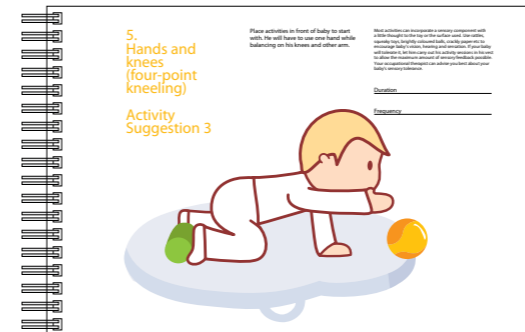 5.
Hands and
knees
(four-point
kneeling)
Activity
Suggestion 3
Place activities in front of baby to start
with. He will have to use one hand while
balancing on his knees and other arm.
Most activities can incorporate a sensory component with
a little thought to the toy or the surface used. Use rattles,
squeaky toys, brightly coloured balls, crackly paper etc to
encourage baby's vision, hearing and sensation. If your baby
will tolerate it, let him carry out his activity sessions in his vest
to allow the maximum amount of sensory feedback possible.
Your occupational therapist can advise you best about your
baby's sensory tolerance.
Duration
Frequency